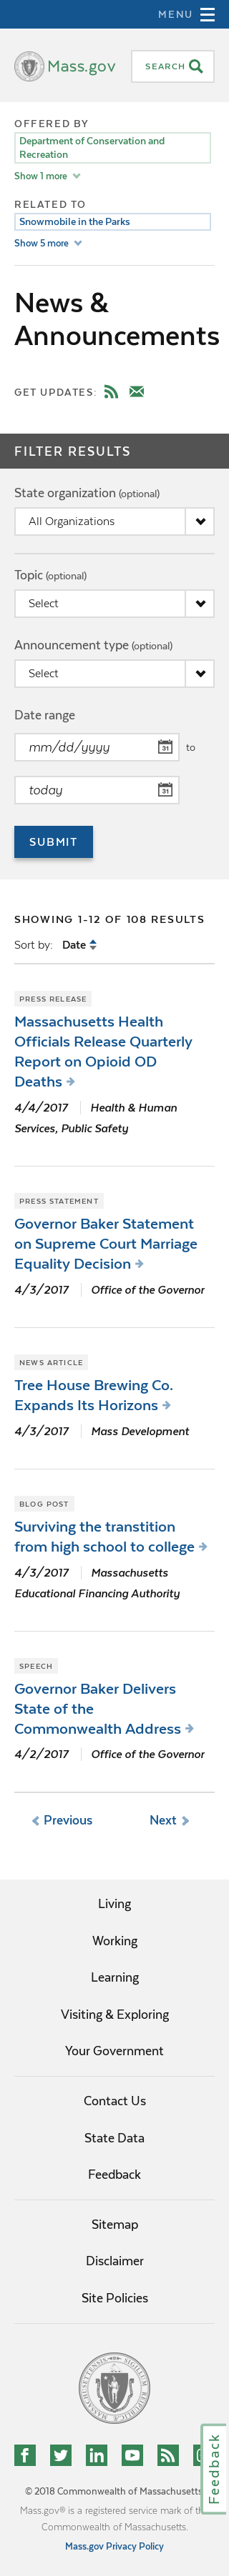 MENU
Mass.gov
SEARCH
OFFERED BY
Department of Conservation and
Recreation
Show 1 more
RELATED TO
Snowmobile in the Parks
Show 5 more
News &
Announcements
GET UPDATES:
FILTER RESULTS
State organization (optional)
All Organizations
Topic (optional)
Select
Announcement type (optional)
Select
Date range
mm/dd/yyyy
31
to
today
31
SUBMIT
SHOWING 1-12 OF 108 RESULTS
Sort by: Date
PRESS RELEASE
Massachusetts Health
Officials Release Quarterly
Report on Opioid OD
Deaths
4/4/2017 Health & Human
Services, Public Safety
PRESS STATEMENT
Governor Baker Statement
on Supreme Court Marriage
Equality Decision
4/3/2017 Office of the Governor
NEWS ARTICLE
Tree House Brewing Co.
Expands Its Horizons
4/3/2017 Mass Development
BLOG POST
Surviving the transtition
from high school to college
4/3/2017 Massachusetts
Educational Financing Authority
SPEECH
Governor Baker Delivers
State of the
Commonwealth Address
4/2/2017 Office of the Governor
Previous Next
Living
Working
Learning
Visiting & Exploring
Your Government
Contact Us
State Data
Feedback
Sitemap
Disclaimer
Site Policies
Feedback
© 2018 Commonwealth of Massachusetts
Mass.gov® is a registered service mark of
Commonwealth of Massachusetts.
Mass.gov Privacy Policy